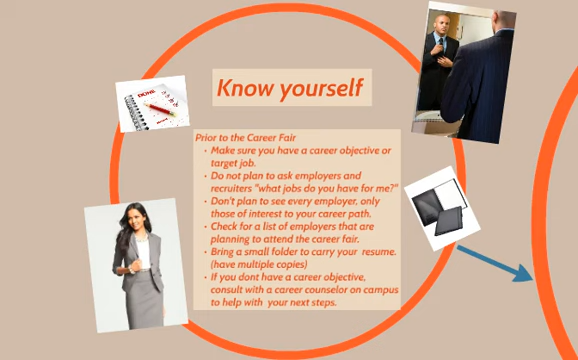 Know yourself
DONE
Prior to the Career Fair
• Make sure you have a career objective or
target job.
• Do not plan to ask employers and
recruiters "what jobs do you have for me?"
• Don't plan to see every employer, only
those of interest to your career path.
• Check for a list of employers that are
planning to attend the career fair.
• Bring a small folder to carry your resume.
(have multiple copies)
• If you dont have a career objective,
consult with a career counselor on campus
to help with your next steps.